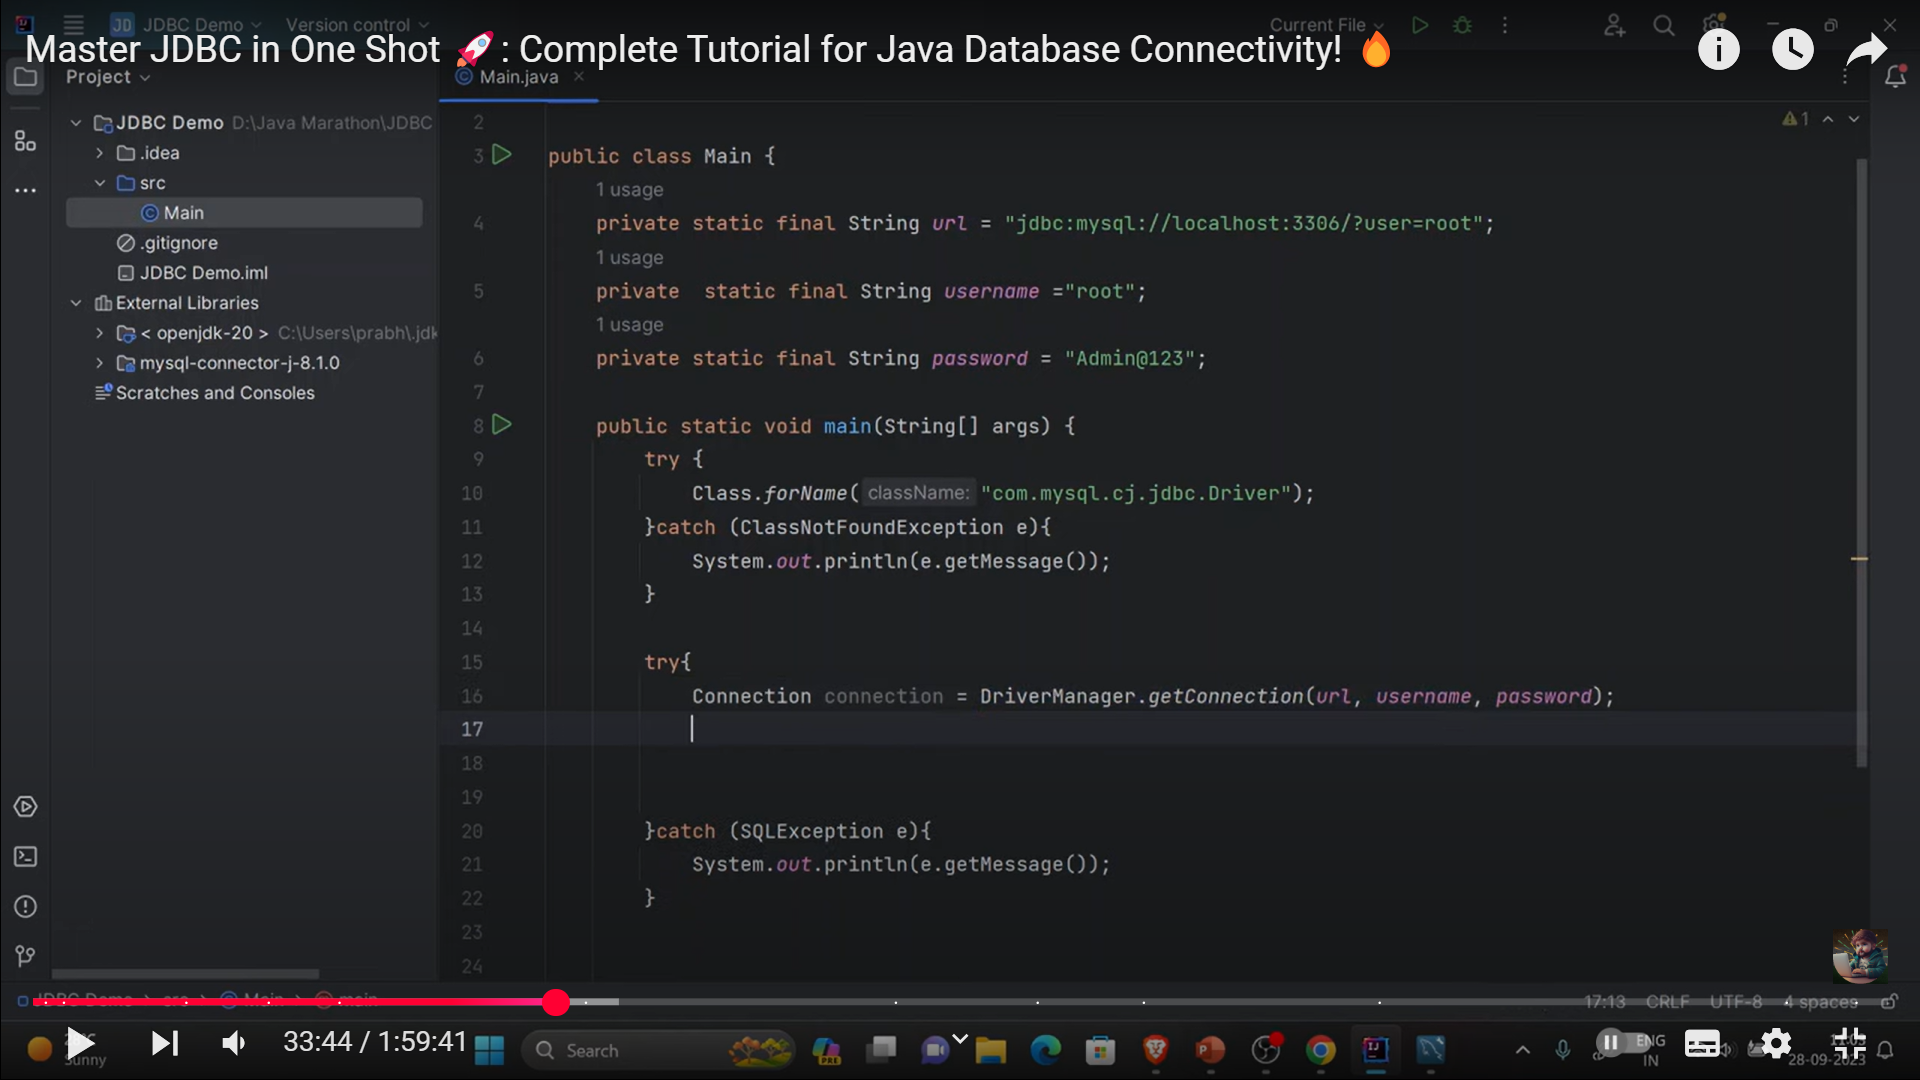 JD JDBC Demo Version control Current File
Master JDBC in One Shot 🚀: Complete Tutorial for Java Database Connectivity! 🔥
Project
Main.java
JDBC Demo D:\Java Marathon\JDBC
.idea
src
Main
.gitignore
JDBC Demo.iml
External Libraries
< openjdk-20 > C:\Users\prabh\.jdk
mysql-connector-j-8.1.0
Scratches and Consoles
1
2
3 public class Main {
1 usage
4 private static final String url = "jdbc:mysql://localhost:3306/?user=root";
1 usage
5 private  static final String username ="root";
1 usage
6 private static final String password = "Admin@123";
7
8 public static void main(String[] args) {
9 try {
10 Class.forName( className: "com.mysql.cj.jdbc.Driver");
11 }catch (ClassNotFoundException e){
12 System.out.println(e.getMessage());
13 }
14
15 try{
16 Connection connection = DriverManager.getConnection(url, username, password);
17
18
19
20 }catch (SQLException e){
21 System.out.println(e.getMessage());
22 }
23
24
JDBC Demo > src > Main > main
17:13 CRLF UTF-8 4 spaces
33:44 / 1:59:41
Sunny
Search
PRE
ENG
IN
28-09-2023